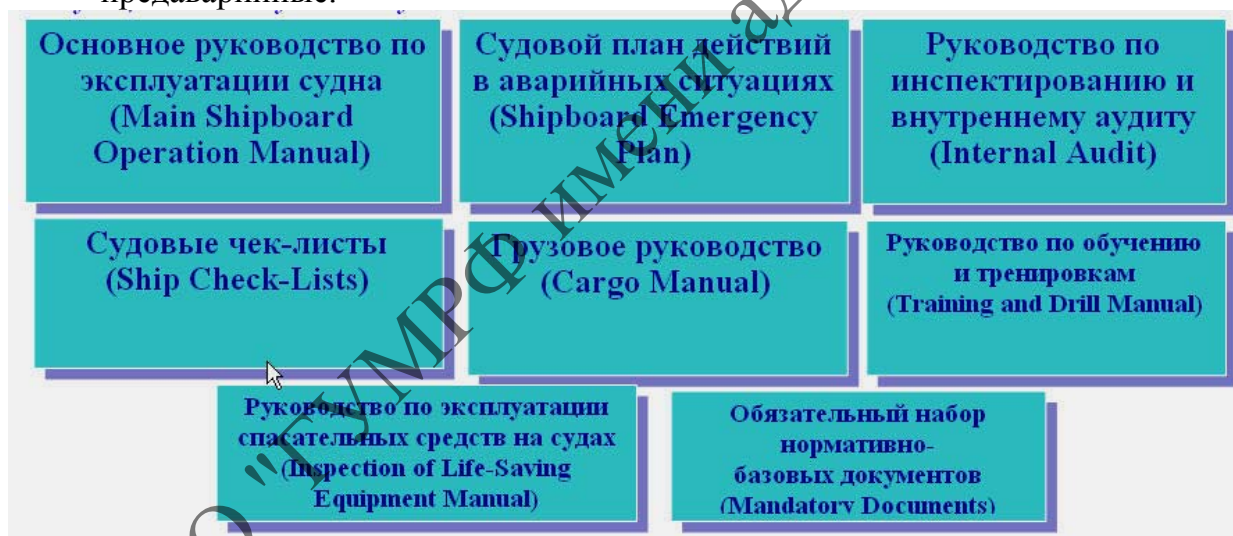 предаварийные.
Основное руководство по
эксплуатации судна
(Main Shipboard
Operation Manual)
Судовой план действий
в аварийных ситуациях
(Shipboard Emergency
Plan)
Руководство по
инспектированию и
внутреннему аудиту
(Internal Audit)
Судовые чек-листы
(Ship Check-Lists)
Грузовое руководство
(Cargo Manual)
Руководство по обучению
и тренировкам
(Training and Drill Manual)
Руководство по эксплуатации
спасательных средств на судах
(Inspection of Life-Saving
Equipment Manual)
Обязательный набор
нормативно-
базовых документов
(Mandatory Documents)
"ГУМРФ имени